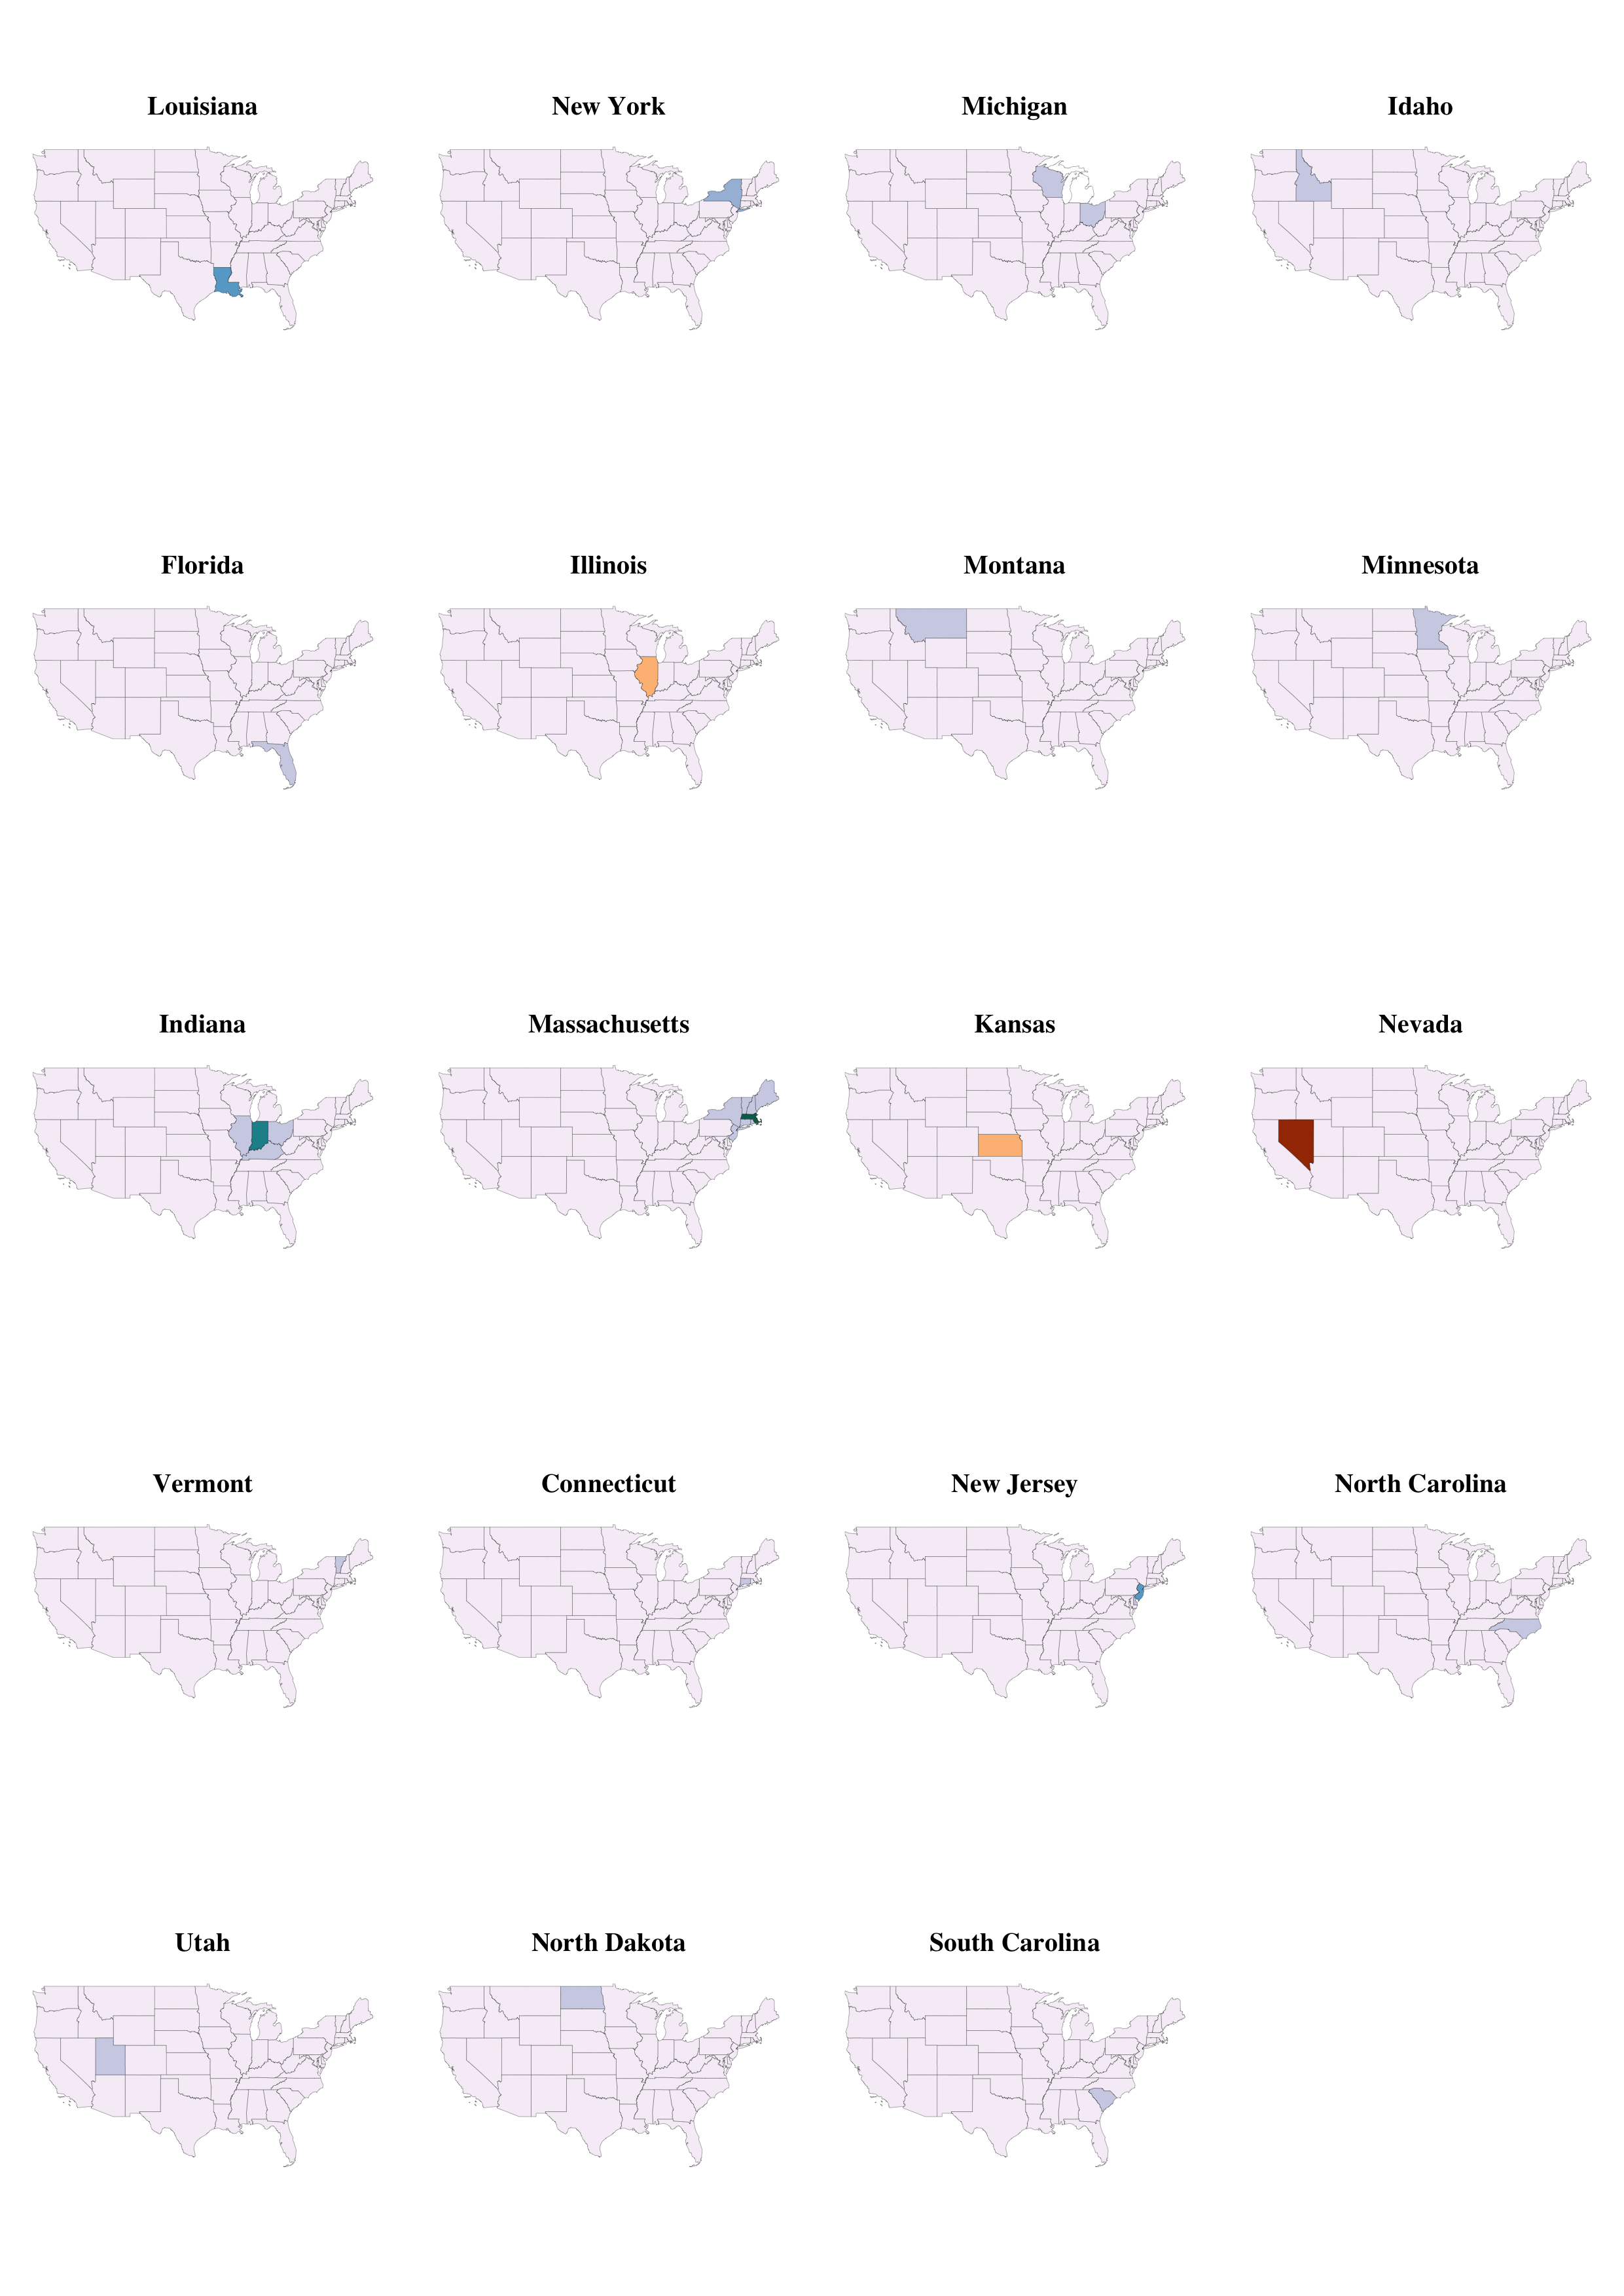 Louisiana
New York
Michigan
Idaho
Florida
Illinois
Montana
Minnesota
Indiana
Massachusetts
Kansas
Nevada
Vermont
Connecticut
New Jersey
North Carolina
Utah
North Dakota
South Carolina